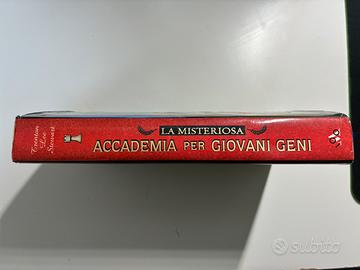 Trenton
Lee
Stewart
LA MISTERIOSA
ACCADEMIA PER GIOVANI GENI
subito